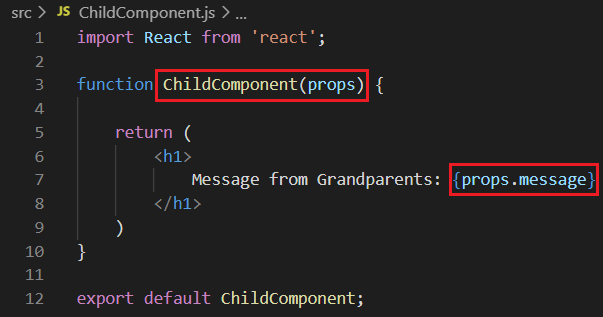 src > JS ChildComponent.js > ...
1 import React from 'react';
2
3 function ChildComponent(props) {
4
5 return (
6 <h1>
7 Message from Grandparents: {props.message}
8 </h1>
9 )
10 }
11
12 export default ChildComponent;